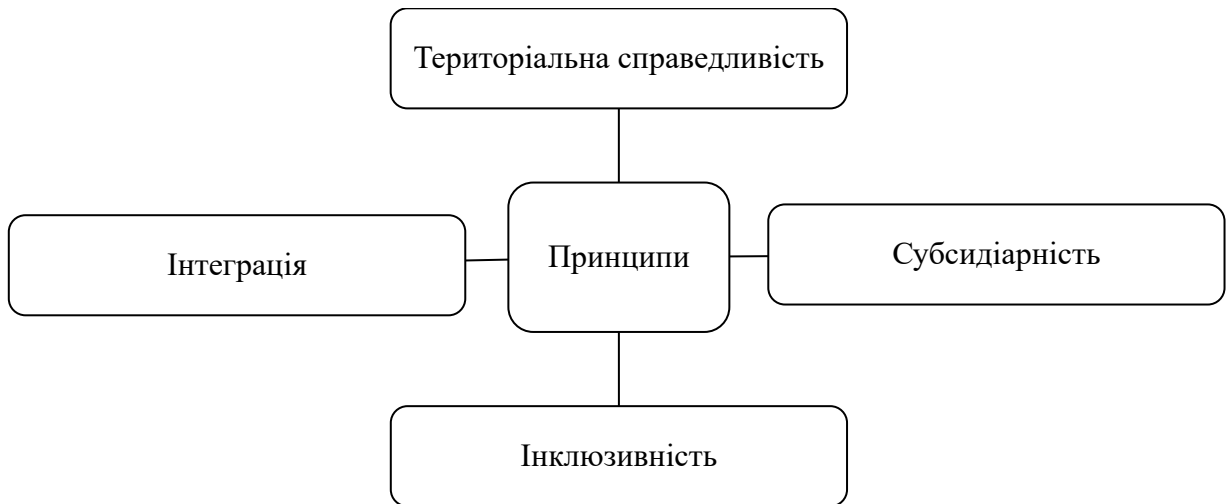 Територіальна справедливість
Інтеграція
Принципи
Субсидіарність
Інклюзивність